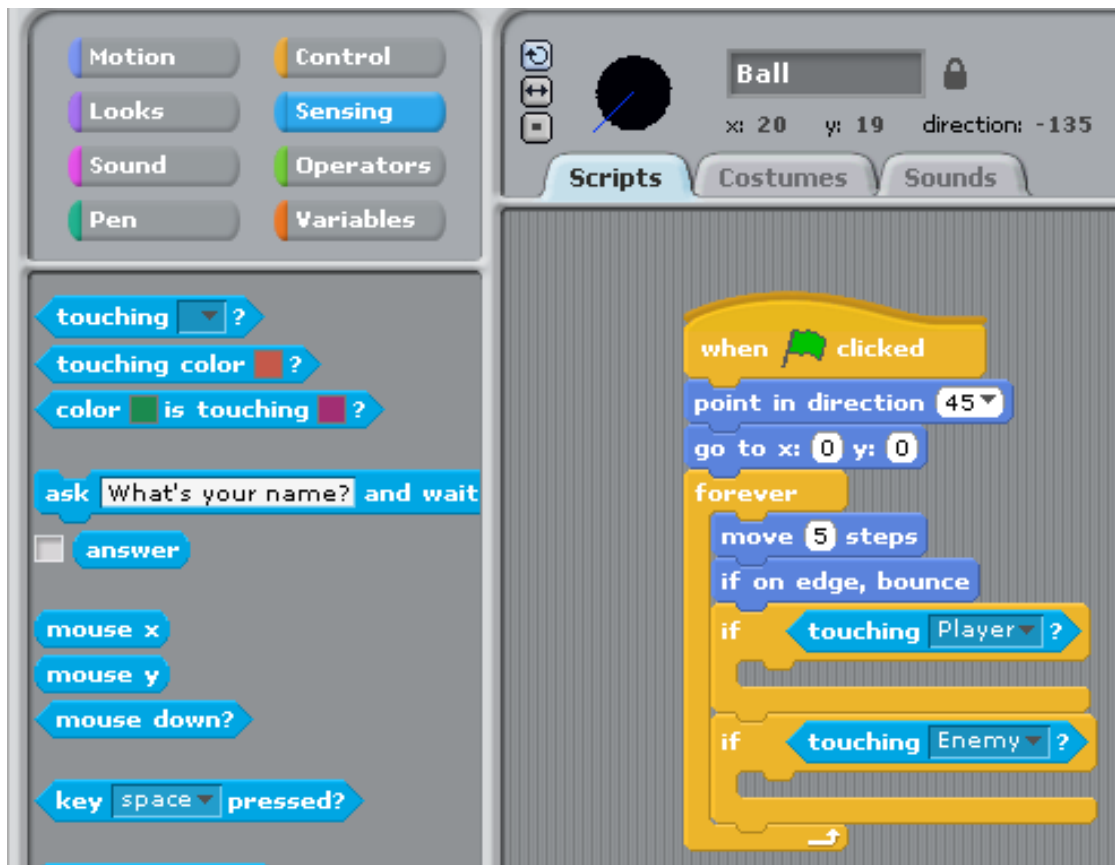 Motion
Control
Looks
Sensing
Sound
Operators
Pen
Variables
touching ?
touching color ?
color is touching ?
ask What's your name? and wait
answer
mouse x
mouse y
mouse down?
key space pressed?
Ball
x: 20 y: 19 direction: -135
Scripts
Costumes
Sounds
when clicked
point in direction 45
go to x: 0 y: 0
forever
move 5 steps
if on edge, bounce
if touching Player ?
if touching Enemy ?